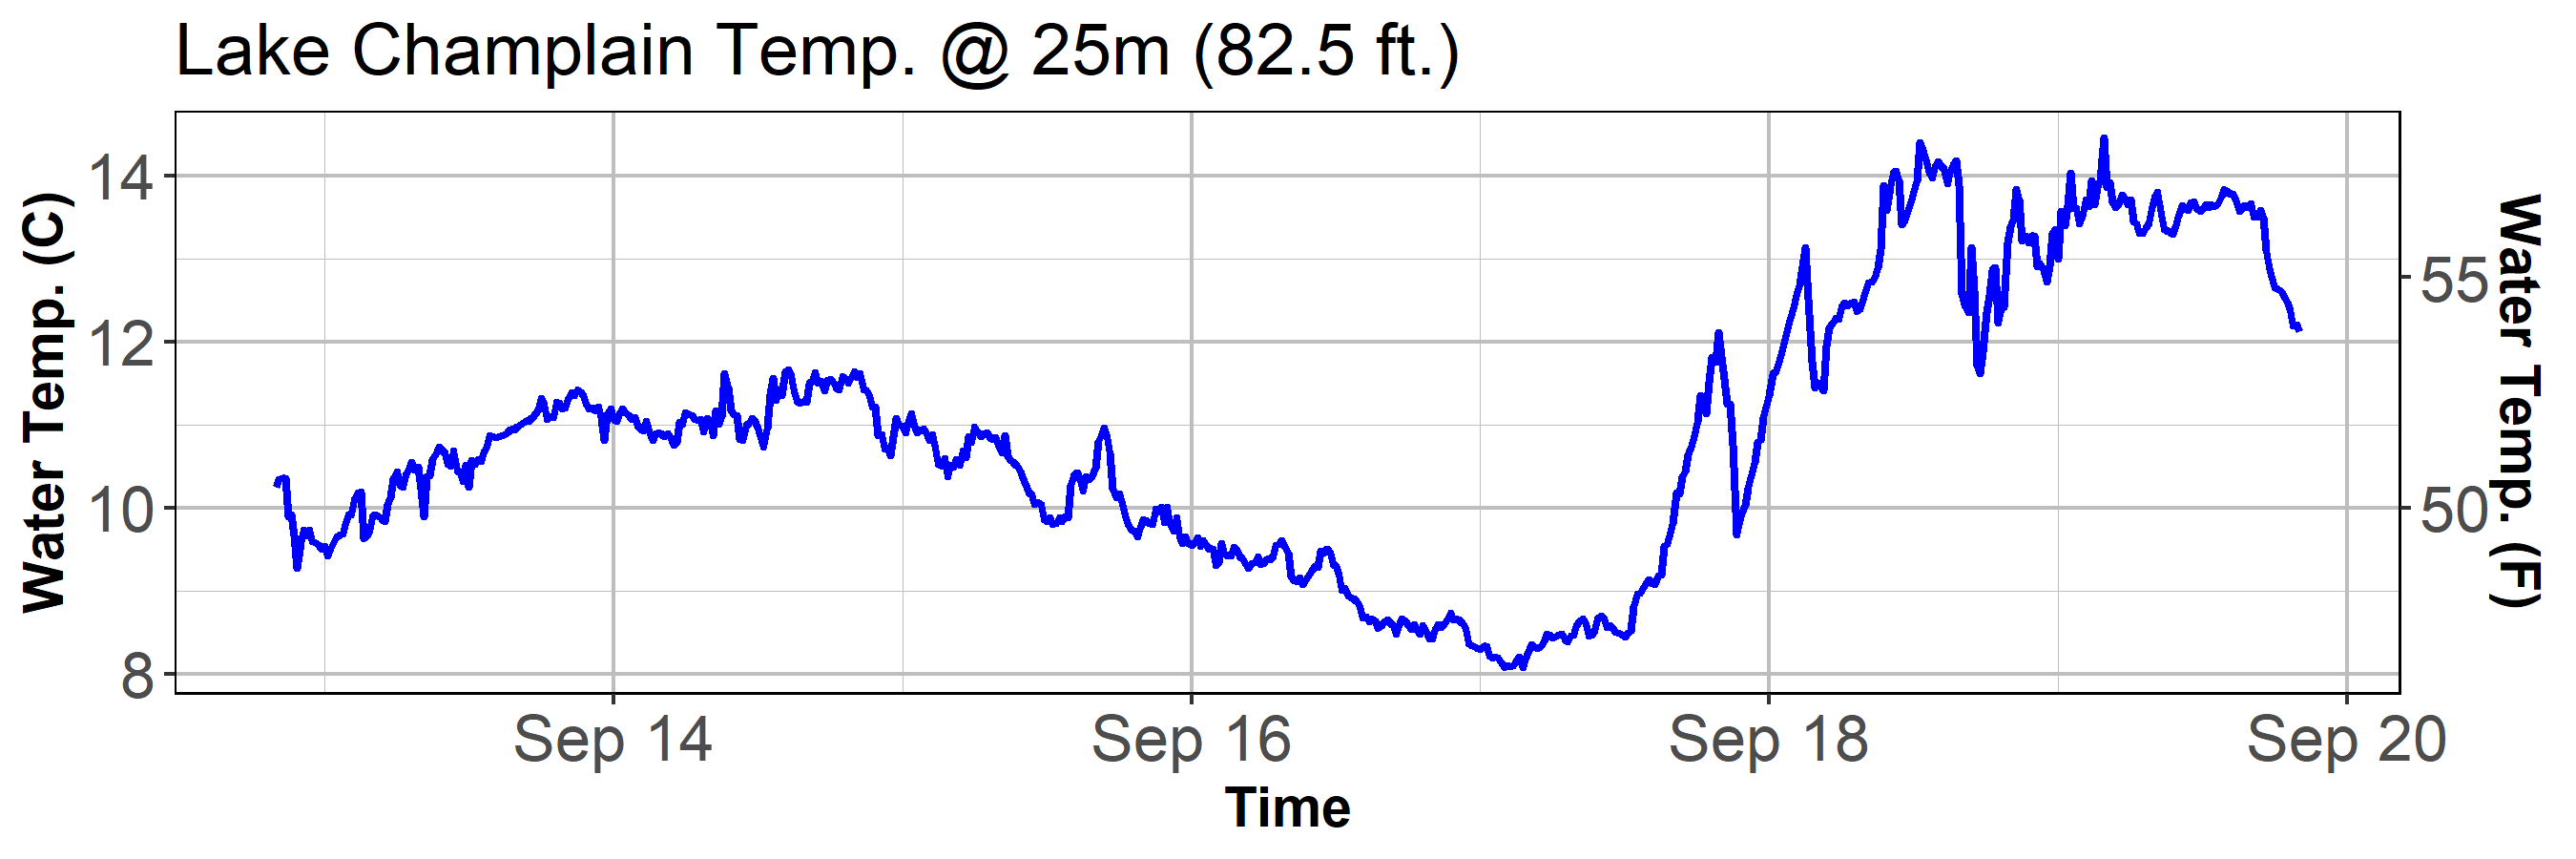 Lake Champlain Temp. @ 25m (82.5 ft.)
Water Temp. (C)
14
12
10
8
55
50
Water Temp. (F)
Sep 14
Sep 16
Sep 18
Sep 20
Time